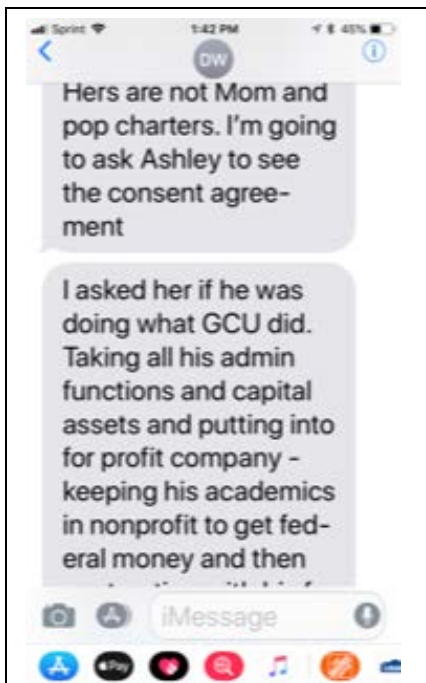 Sprint 1:42 PM 45%
DW
Hers are not Mom and
pop charters. I'm going
to ask Ashley to see
the consent agree-
ment
I asked her if he was
doing what GCU did.
Taking all his admin
functions and capital
assets and putting into
for profit company -
keeping his academics
in nonprofit to get fed-
eral money and then
iMessage
Pay